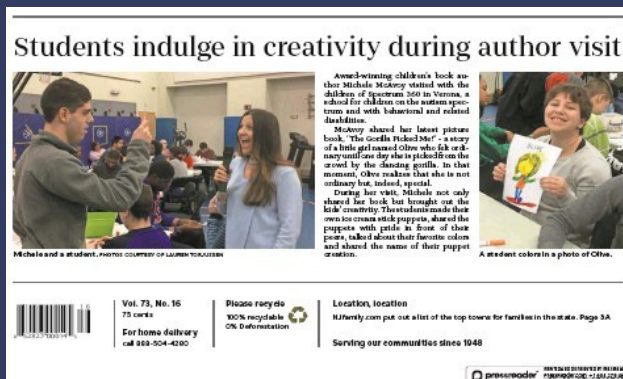 Students indulge in creativity during author visit
Award-winning children's book au-
thor Michele McAvoy visited with the
children of Spectrum 360 in Verona, a
school for children on the autism spec-
trum and with behavioral and related
disabilities.
McAvoy shared her latest picture
book, "The Gorilla Picked Me!" - a story
of a little girl named Olive who felt ordi-
nary until one day she is picked from the
crowd by the dancing gorilla. In that
moment, Olive realizes that she is not
ordinary but, indeed, special.
During her visit, Michele not only
shared her book but brought out the
kids' creativity. The students made their
own ice cream stick puppets, shared the
puppets with pride in front of their
peers, talked about their favorite colors
and shared the name of their puppet
creation.
Michele and a student. PHOTOS COURTESY OF LAUREN
A student colors in a photo of Olive.
Vol. 73, No. 16
75 cents
For home delivery
call 888-504-4280
Please recycle
100% recyclable
0% Deforestation
Location, location
NJfamily.com put out a list of the top towns for families in the state. Page 3A
Serving our communities since 1948
pressreader